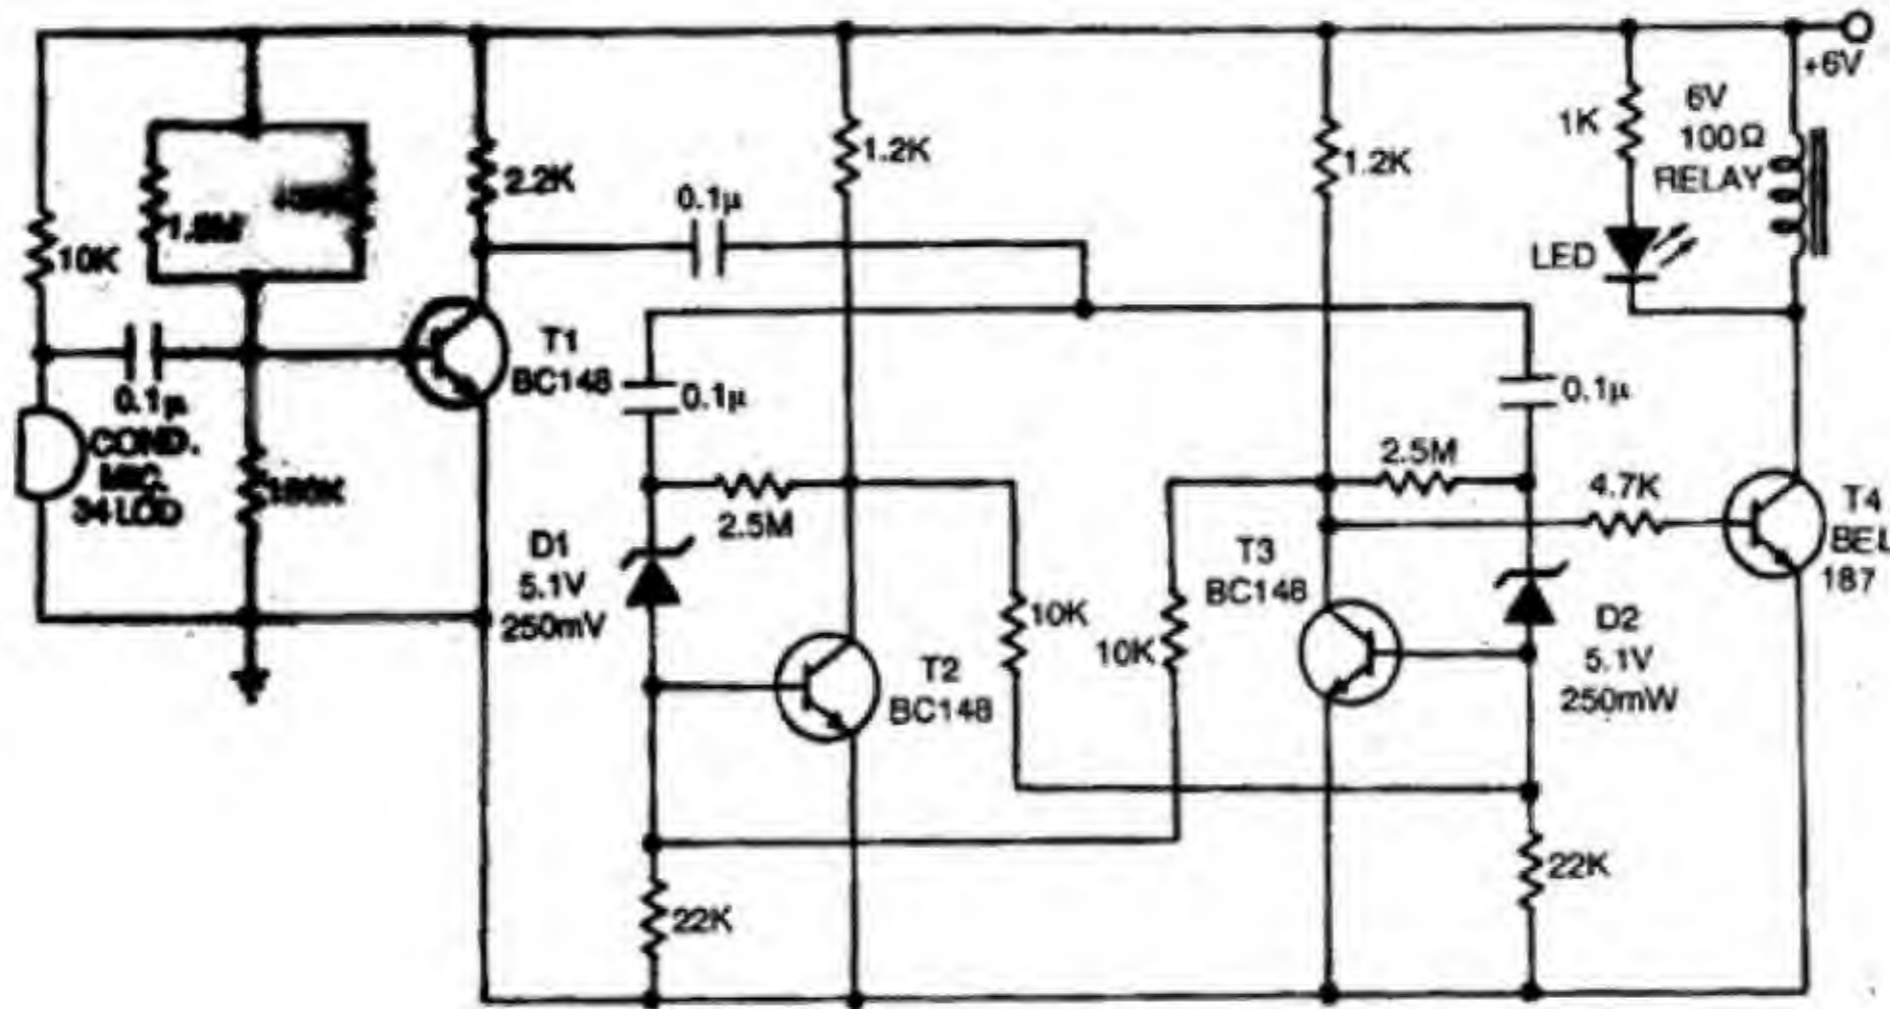 +6V
6V
100Ω
RELAY
1K
1.2K
1.2K
2.2K
0.1µ
10K
LED
T1
BC148
0.1µ
COND.
MIC.
34LOD
0.1µ
0.1µ
2.5M
2.5M
4.7K
T4
BEL
187
D1
5.1V
250mV
T3
BC148
10K
10K
D2
5.1V
250mW
T2
BC148
22K
22K